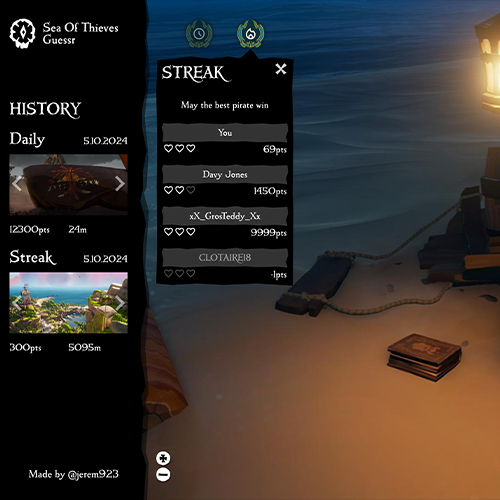 Sea Of Thieves
Guessr
HISTORY
Daily 5.10.2024
12300pts 24m
Streak 5.10.2024
300pts 5095m
Made by @jerem923
STREAK
May the best pirate win
You
69pts
Davy Jones
1450pts
xX_GrosTeddy_Xx
9999pts
CLOTAIRE18
-1pts